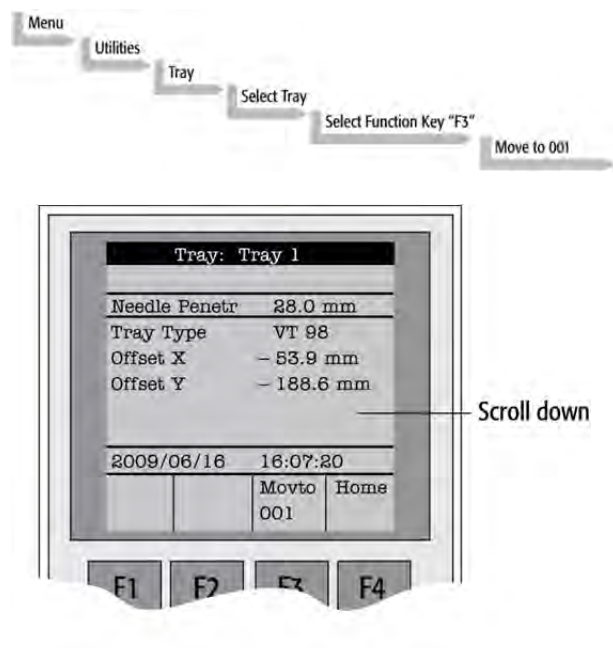 Menu
Utilities
Tray
Select Tray
Select Function Key "F3"
Move to 001
Tray: Tray 1
Needle Penetr 28.0 mm
Tray Type VT 98
Offset X – 53.9 mm
Offset Y – 188.6 mm
Scroll down
2009/06/16 16:07:20
Movto Home
001
F1 F2 F3 F4